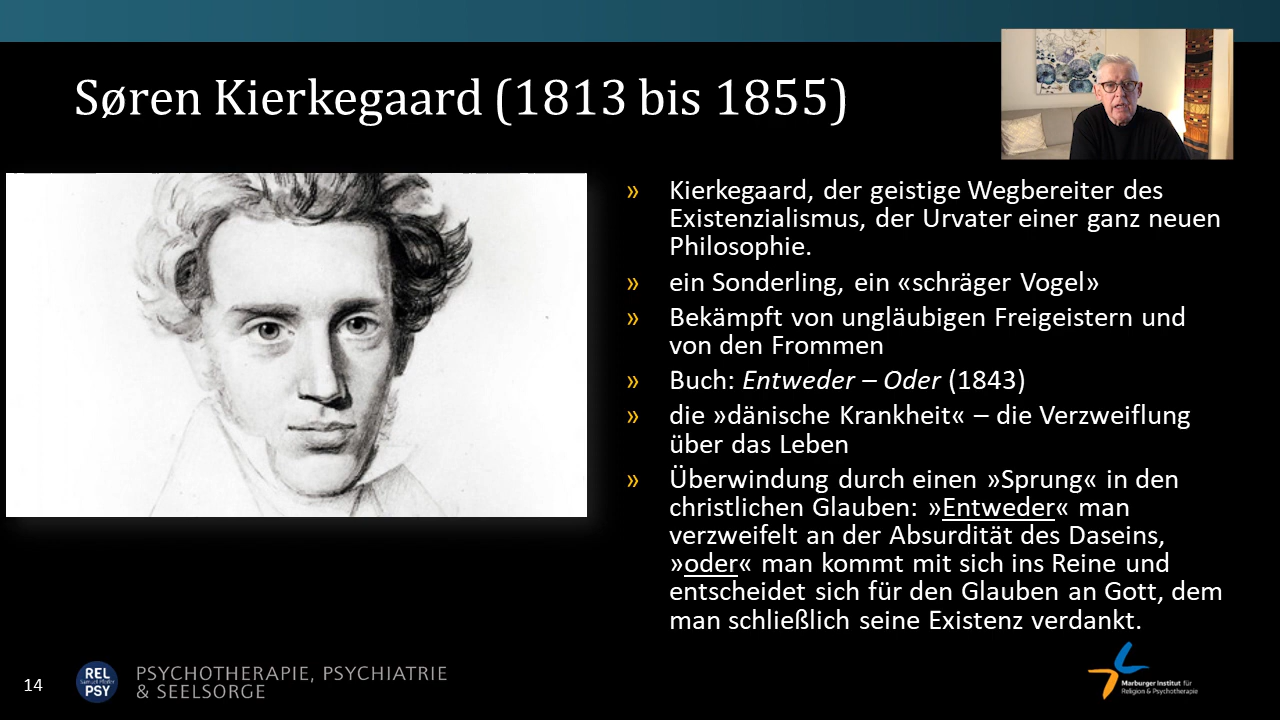 Søren Kierkegaard (1813 bis 1855)
» Kierkegaard, der geistige Wegbereiter des
Existenzialismus, der Urvater einer ganz neuen
Philosophie.
» ein Sonderling, ein «schräger Vogel»
» Bekämpft von ungläubigen Freigeistern und
von den Frommen
» Buch: Entweder – Oder (1843)
» die »dänische Krankheit« – die Verzweiflung
über das Leben
» Überwindung durch einen »Sprung« in den
christlichen Glauben: »Entweder« man
verzweifelt an der Absurdität des Daseins,
»oder« man kommt mit sich ins Reine und
entscheidet sich für den Glauben an Gott, dem
man schließlich seine Existenz verdankt.
14
REL
Samuel Pfeifer
PSY
PSYCHOTHERAPIE, PSYCHIATRIE
& SEELSORGE
Marburger Institut für
Religion & Psychotherapie